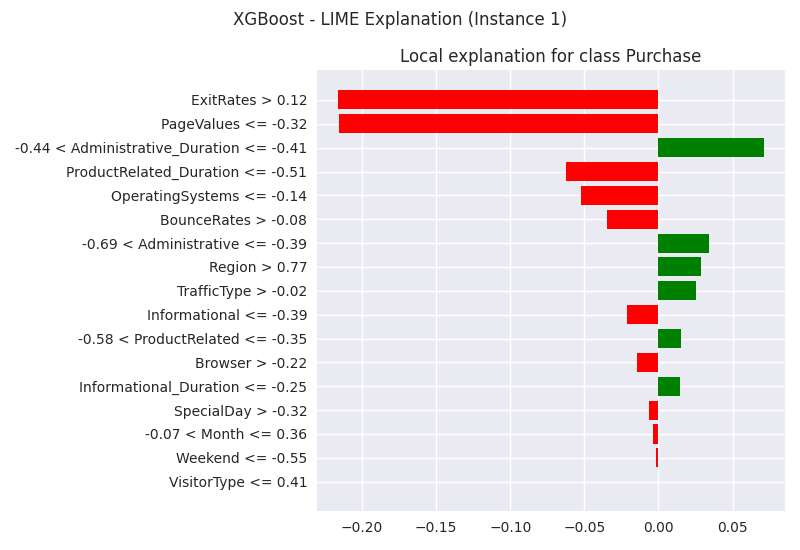 XGBoost - LIME Explanation (Instance 1)
Local explanation for class Purchase
ExitRates > 0.12
PageValues <= -0.32
-0.44 < Administrative_Duration <= -0.41
ProductRelated_Duration <= -0.51
OperatingSystems <= -0.14
BounceRates > -0.08
-0.69 < Administrative <= -0.39
Region > 0.77
TrafficType > -0.02
Informational <= -0.39
-0.58 < ProductRelated <= -0.35
Browser > -0.22
Informational_Duration <= -0.25
SpecialDay > -0.32
-0.07 < Month <= 0.36
Weekend <= -0.55
VisitorType <= 0.41
−0.20 −0.15 −0.10 −0.05 0.00 0.05